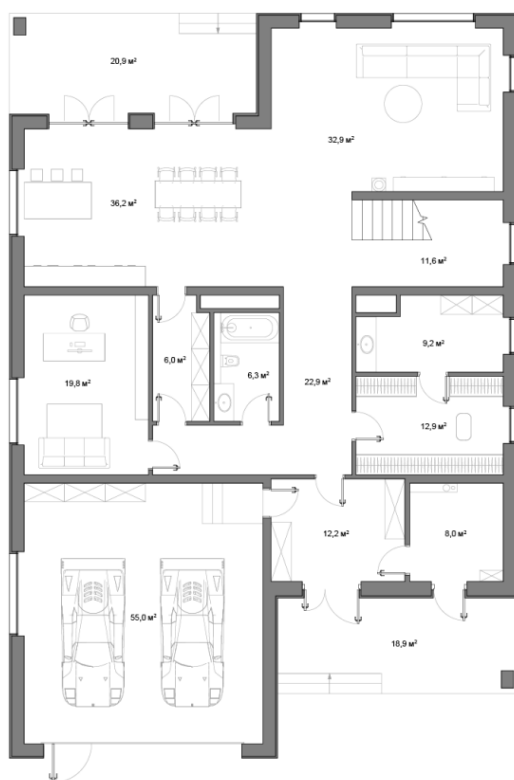 20,9 м²
32,9 м²
36,2 м²
11,6 м²
9,2 м²
6,0 м²
6,3 м²
19,8 м²
22,9 м²
12,9 м²
12,2 м²
8,0 м²
55,0 м²
18,9 м²